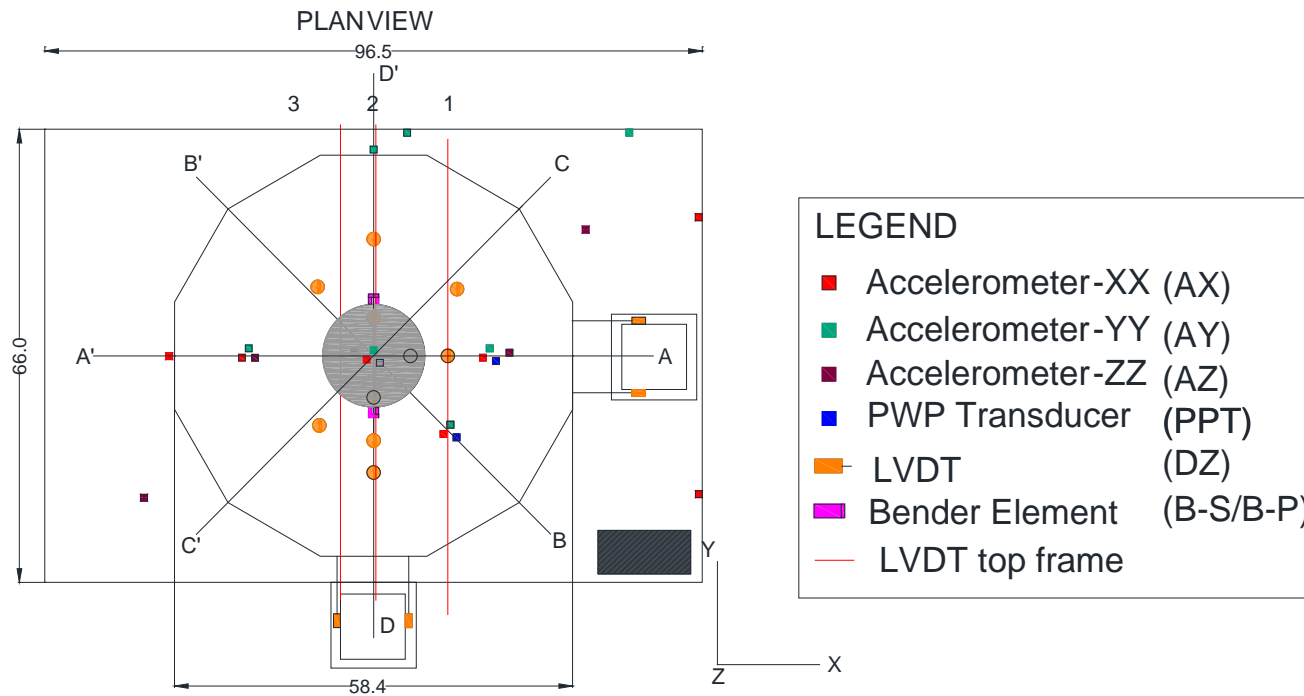 PLANVIEW
96.5
D'
3 2 1
B' C
66.0
A' A
C' B
D
58.4
Y
Z X
LEGEND
Accelerometer-XX (AX)
Accelerometer-YY (AY)
Accelerometer-ZZ (AZ)
PWP Transducer (PPT)
LVDT (DZ)
Bender Element (B-S/B-P)
LVDT top frame